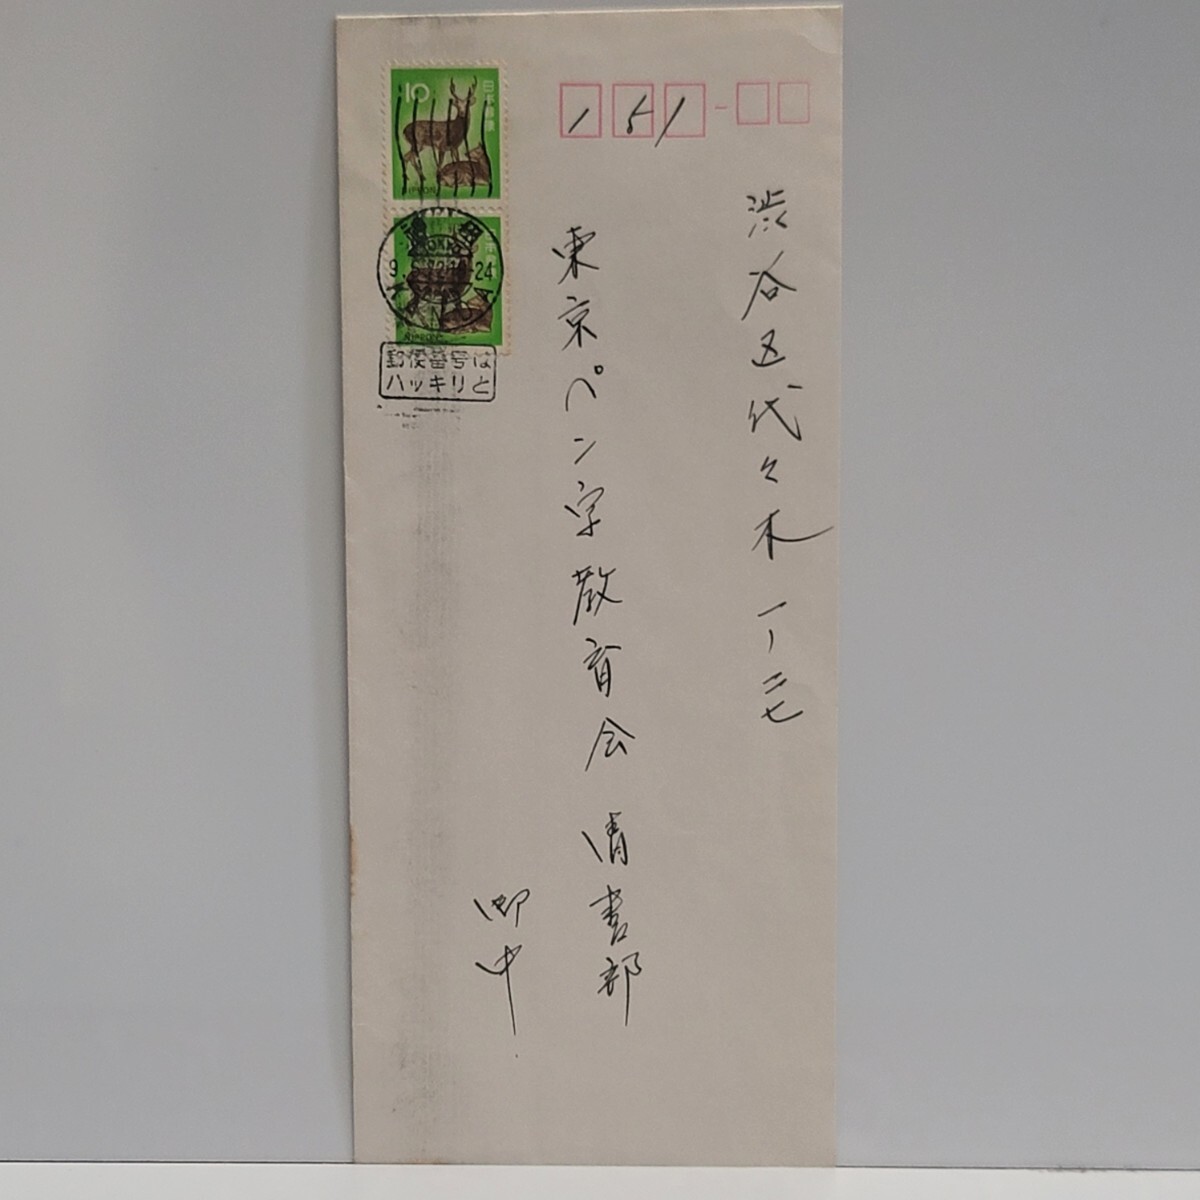 151
渋谷区代々木一ノ二七
東京ペン字教育会 清書部
御中
10
日本郵便
NIPPON
NIPPON
郵便番号は
ハッキリと